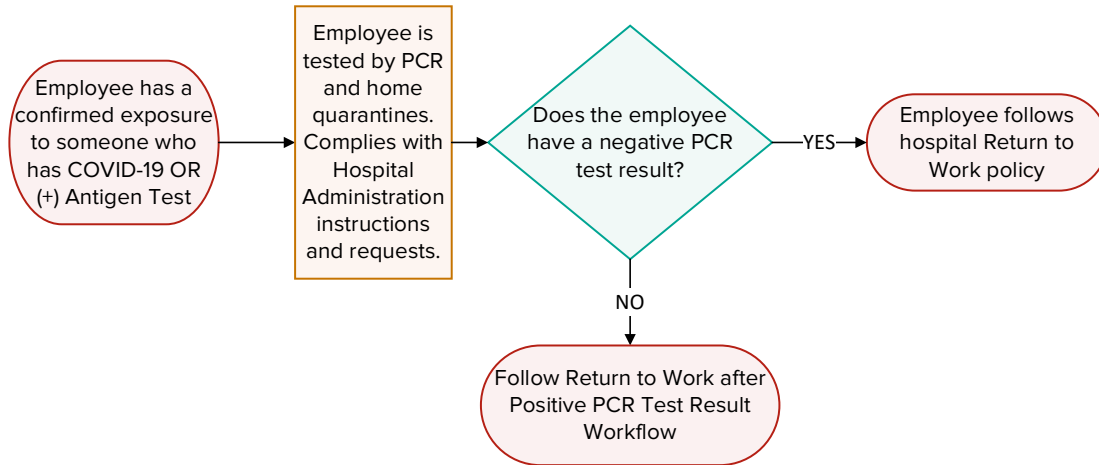 Employee has a
confirmed exposure
to someone who
has COVID-19 OR
(+) Antigen Test
Employee is
tested by PCR
and home
quarantines.
Complies with
Hospital
Administration
instructions
and requests.
Does the employee
have a negative PCR
test result?
YES
Employee follows
hospital Return to
Work policy
NO
Follow Return to Work after
Positive PCR Test Result
Workflow